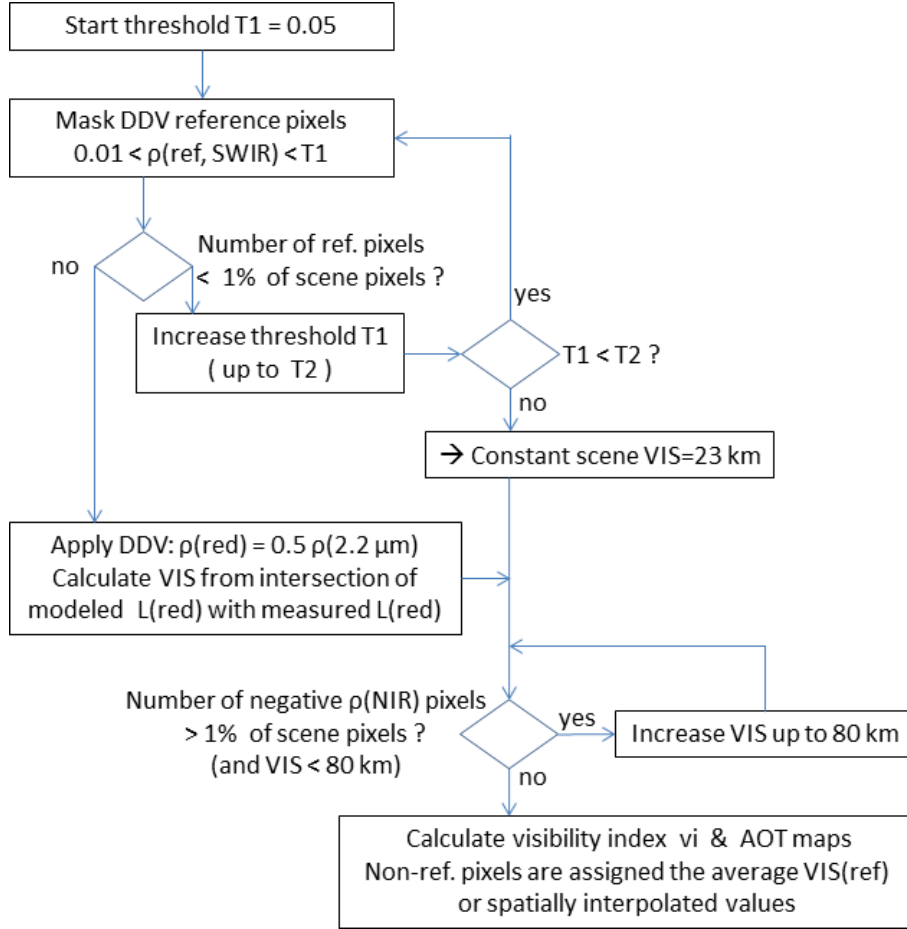 Start threshold T1 = 0.05
Mask DDV reference pixels
0.01 < ρ(ref, SWIR) < T1
Number of ref. pixels
< 1% of scene pixels ?
no
yes
Increase threshold T1
( up to T2 )
T1 < T2 ?
no
→ Constant scene VIS=23 km
Apply DDV: ρ(red) = 0.5 ρ(2.2 µm)
Calculate VIS from intersection of
modeled L(red) with measured L(red)
Number of negative ρ(NIR) pixels
> 1% of scene pixels ?
(and VIS < 80 km)
yes
Increase VIS up to 80 km
no
Calculate visibility index vi & AOT maps
Non-ref. pixels are assigned the average VIS(ref)
or spatially interpolated values